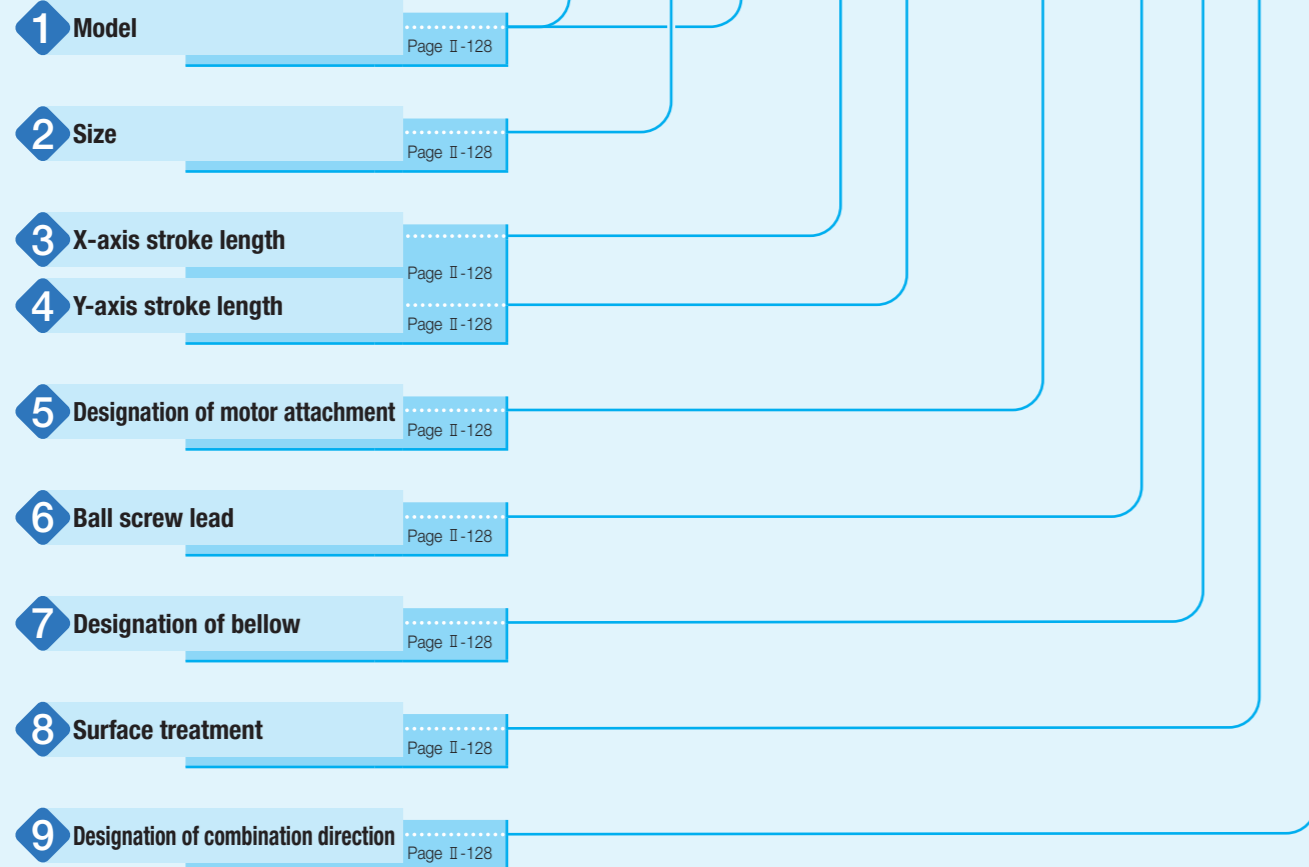 1 Model
Page Ⅱ-128
2 Size
Page Ⅱ-128
3 X-axis stroke length
Page Ⅱ-128
4 Y-axis stroke length
Page Ⅱ-128
5 Designation of motor attachment
Page Ⅱ-128
6 Ball screw lead
Page Ⅱ-128
7 Designation of bellow
Page Ⅱ-128
8 Surface treatment
Page Ⅱ-128
9 Designation of combination direction
Page Ⅱ-128